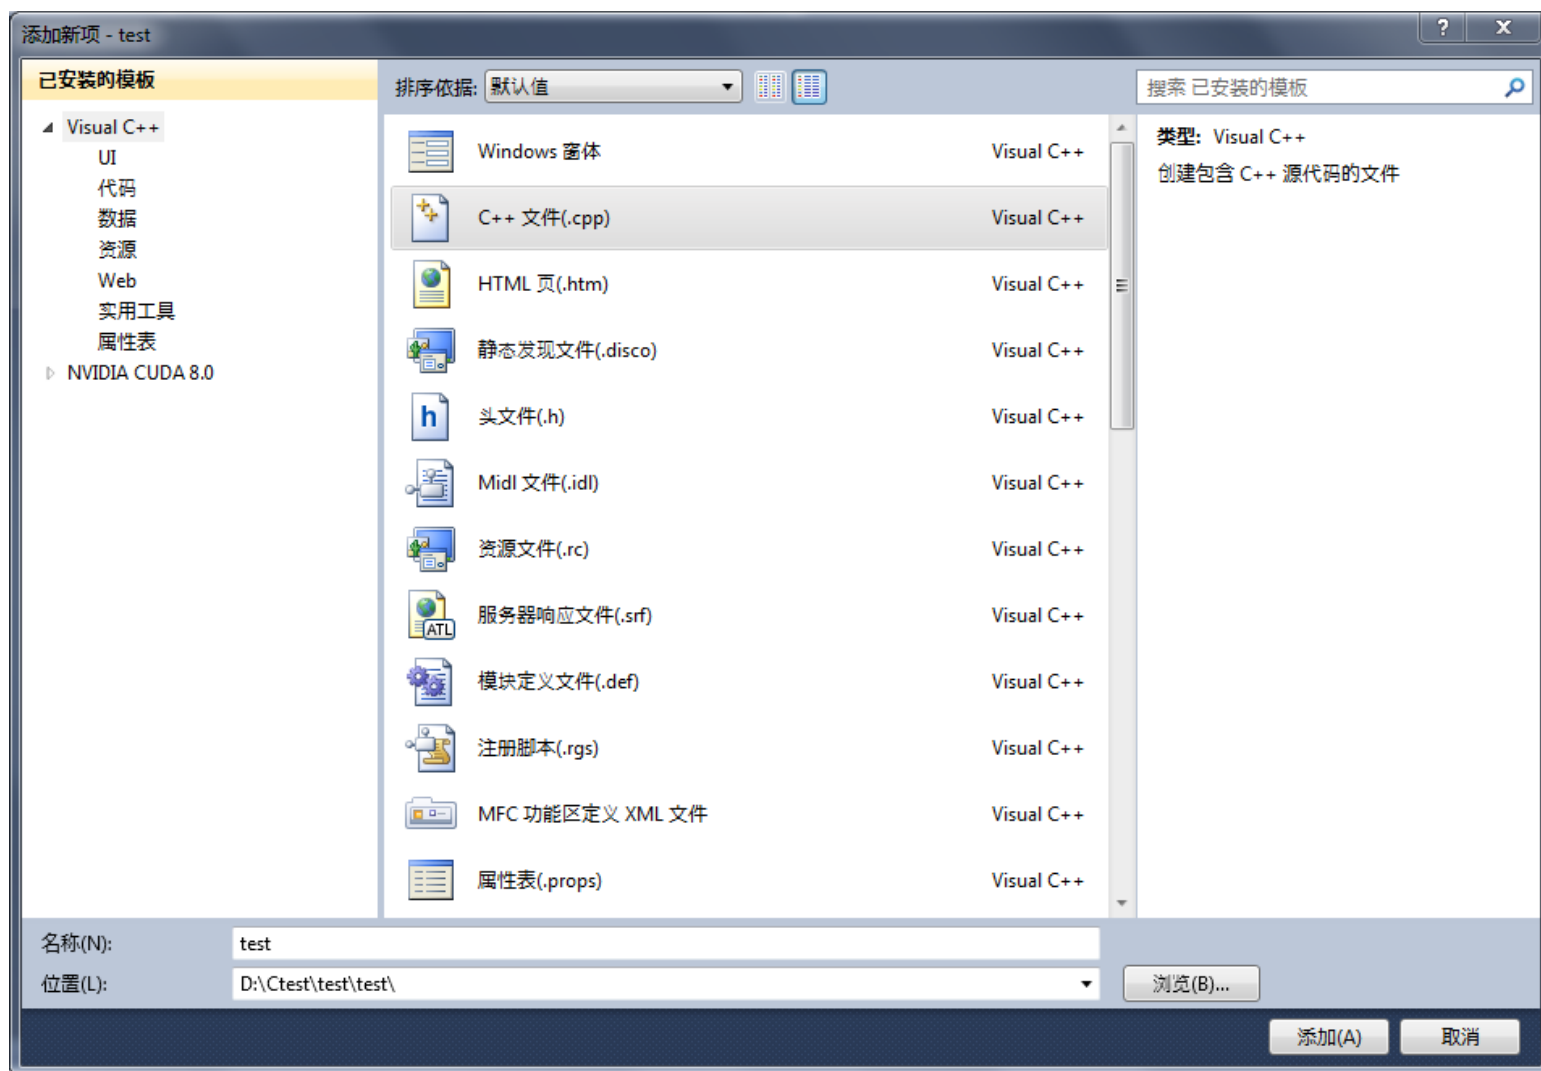 添加新项 - test
?
X
已安装的模板
Visual C++
UI
代码
数据
资源
Web
实用工具
属性表
NVIDIA CUDA 8.0
排序依据: 默认值
搜索 已安装的模板
Windows 窗体 Visual C++
C++ 文件(.cpp) Visual C++
HTML 页(.htm) Visual C++
静态发现文件(.disco) Visual C++
h 头文件(.h) Visual C++
Midl 文件(.idl) Visual C++
资源文件(.rc) Visual C++
ATL 服务器响应文件(.srf) Visual C++
模块定义文件(.def) Visual C++
注册脚本(.rgs) Visual C++
MFC 功能区定义 XML 文件 Visual C++
属性表(.props) Visual C++
类型: Visual C++
创建包含 C++ 源代码的文件
名称(N): test
位置(L): D:\Ctest\test\test\
浏览(B)...
添加(A)
取消